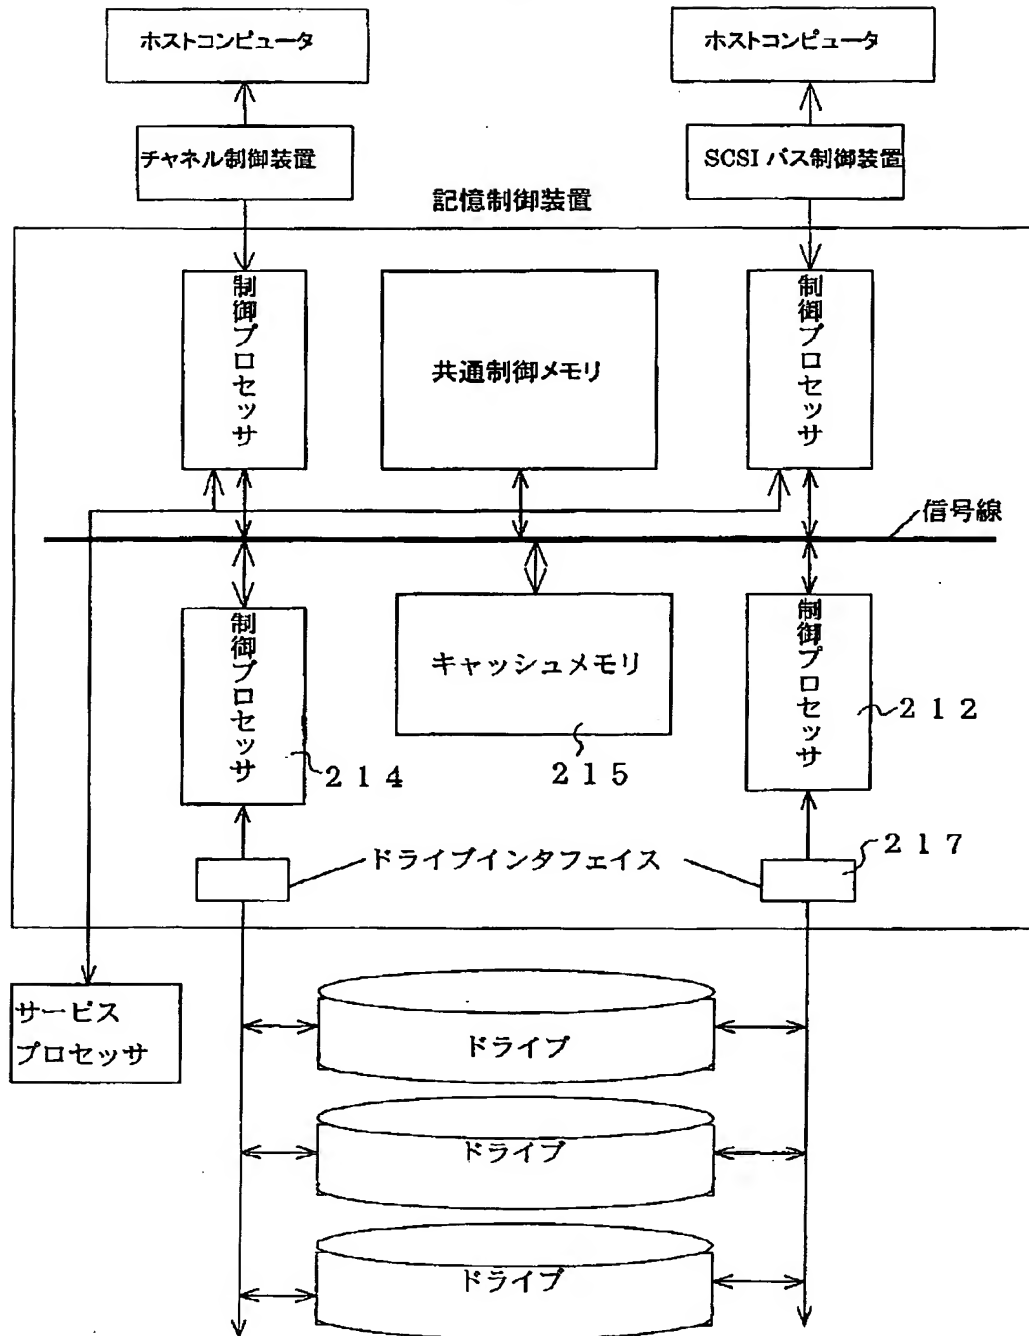 ホストコンピュータ
ホストコンピュータ
チャネル制御装置
SCSI バス制御装置
記憶制御装置
制御プロセッサ
共通制御メモリ
制御プロセッサ
信号線
制御プロセッサ
214
キャッシュメモリ
215
制御プロセッサ
212
ドライブインタフェイス
217
サービス
プロセッサ
ドライブ
ドライブ
ドライブ